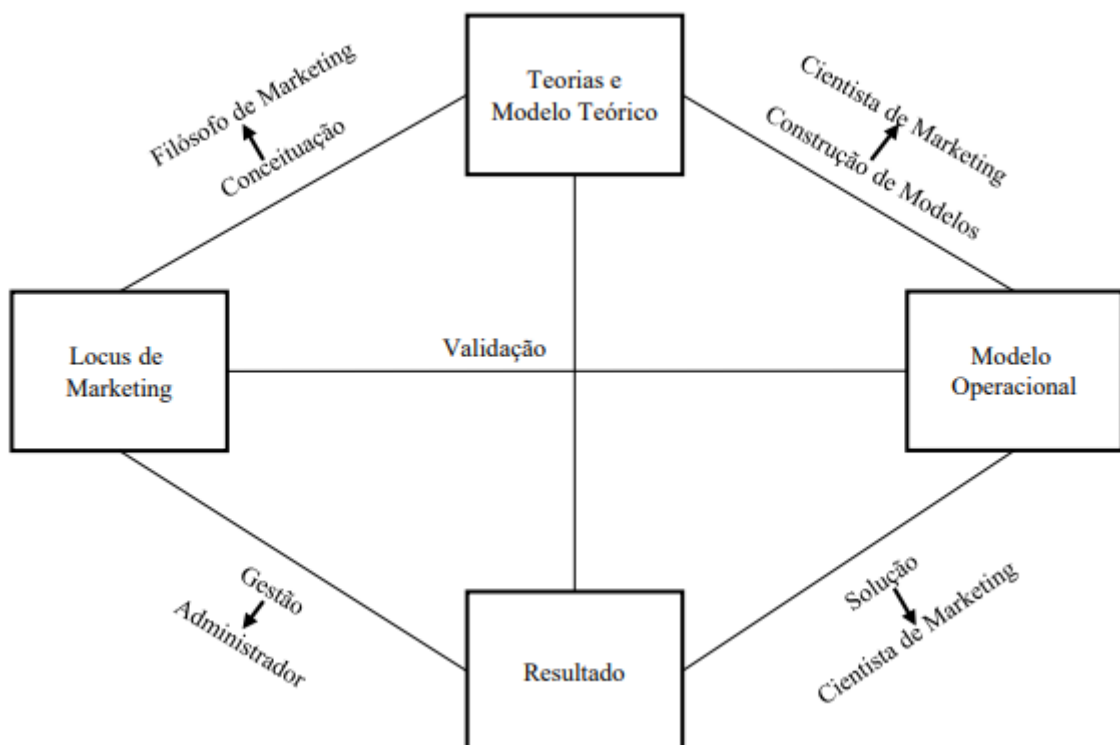 Teorias e
Modelo Teórico
Filósofo de Marketing
Conceituação
Cientista de Marketing
Construção de Modelos
Locus de
Marketing
Validação
Modelo
Operacional
Gestão
Administrador
Resultado
Solução
Cientista de Marketing